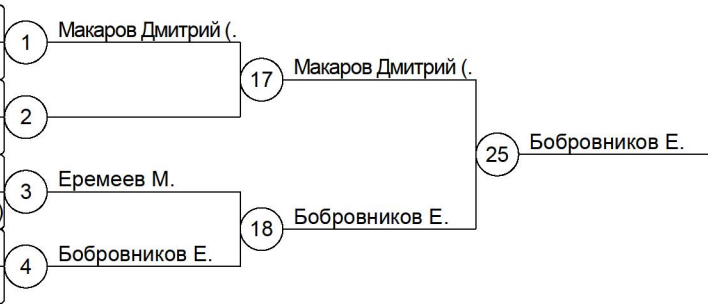 1
Макаров Дмитрий (.
17
Макаров Дмитрий (.
2
25
Бобровников Е.
3
Еремеев М.
18
Бобровников Е.
4
Бобровников Е.